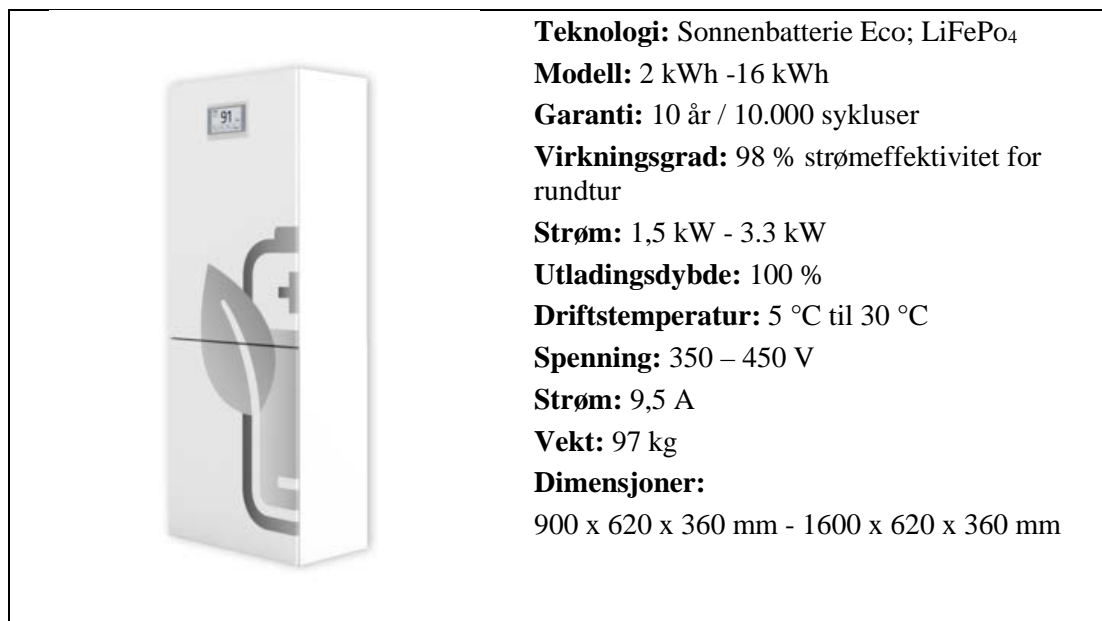 Teknologi: Sonnenbatterie Eco; LiFePo₄
Modell: 2 kWh -16 kWh
Garanti: 10 år / 10.000 sykluser
Virkningsgrad: 98 % strømeffektivitet for
rundtur
Strøm: 1,5 kW - 3.3 kW
Utladingsdybde: 100 %
Driftstemperatur: 5 °C til 30 °C
Spenning: 350 – 450 V
Strøm: 9,5 A
Vekt: 97 kg
Dimensjoner:
900 x 620 x 360 mm - 1600 x 620 x 360 mm
91